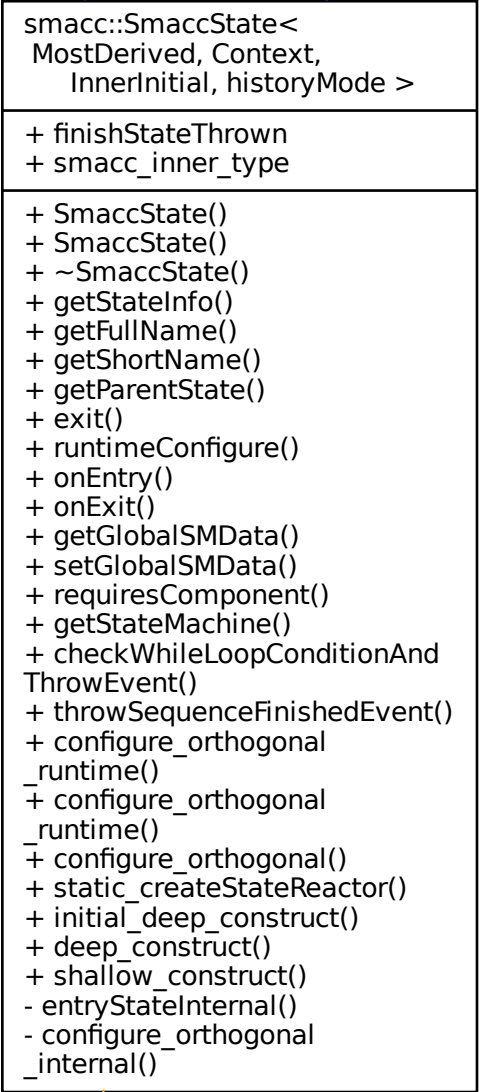 smacc::SmaccState<
MostDerived, Context,
InnerInitial, historyMode >
+ finishStateThrown
+ smacc_inner_type
+ SmaccState()
+ SmaccState()
+ ~SmaccState()
+ getStateInfo()
+ getFullName()
+ getShortName()
+ getParentState()
+ exit()
+ runtimeConfigure()
+ onEntry()
+ onExit()
+ getGlobalSMData()
+ setGlobalSMData()
+ requiresComponent()
+ getStateMachine()
+ checkWhileLoopConditionAnd
ThrowEvent()
+ throwSequenceFinishedEvent()
+ configure_orthogonal
_runtime()
+ configure_orthogonal
_runtime()
+ configure_orthogonal()
+ static_createStateReactor()
+ initial_deep_construct()
+ deep_construct()
+ shallow_construct()
- entryStateInternal()
- configure_orthogonal
_internal()